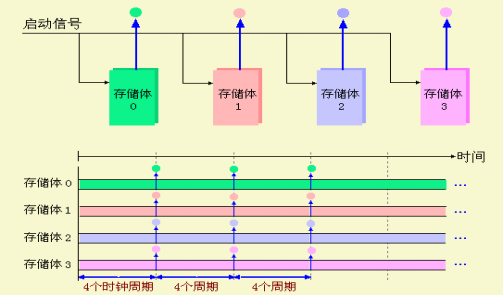 启动信号
存储体 存储体 存储体 存储体
0 1 2 3
时间
存储体 0 ...
存储体 1 ...
存储体 2 ...
存储体 3 ...
4个时钟周期 4个周期 4个周期